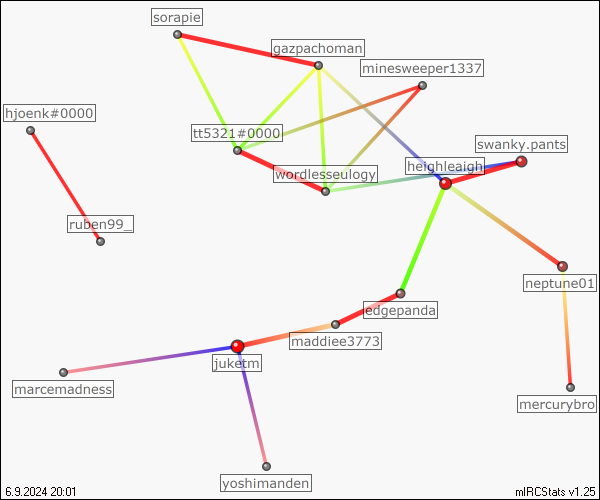 sorapie
gazpachoman
minesweeper1337
hjoenk#0000
tt5321#0000
swanky.pants
heighleaigh
wordlesseulogy
ruben99_
neptune01
edgepanda
maddiee3773
juketm
marcemadness
mercurybro
yoshimanden
6.9.2024 20:01
mIRCStats v1.25